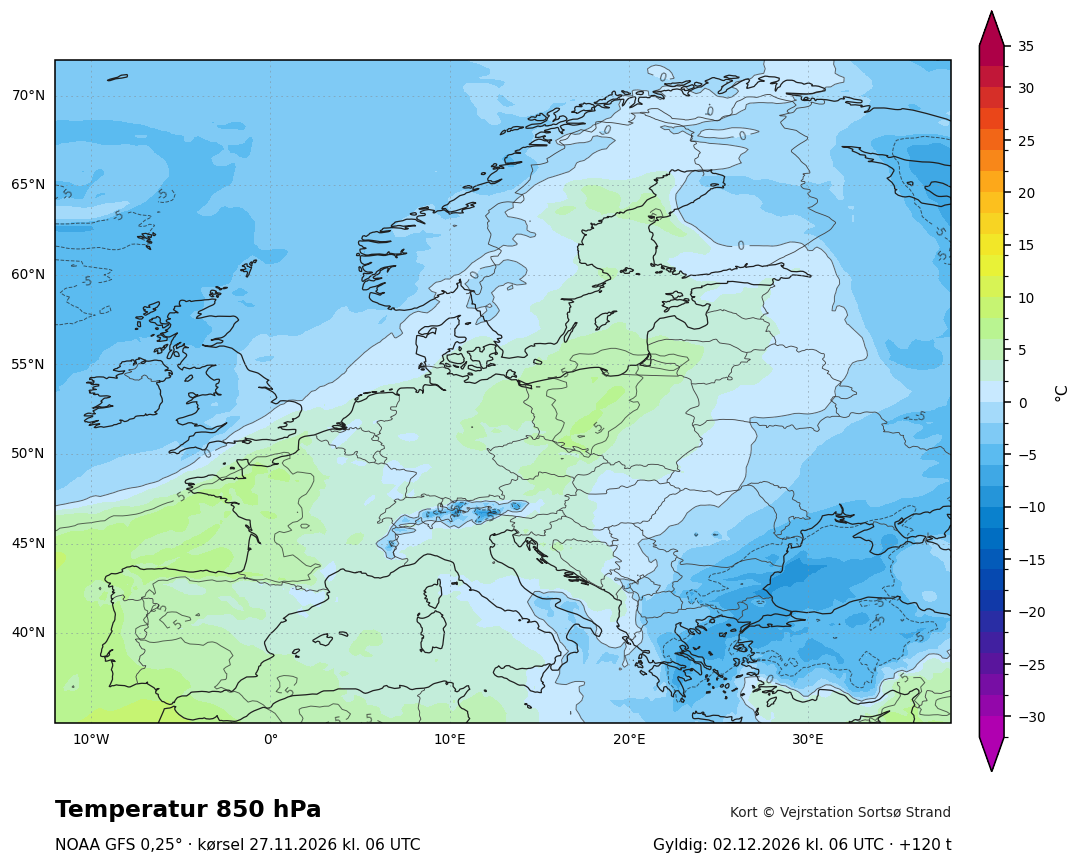 70°N
65°N
60°N
55°N
50°N
45°N
40°N
10°W
0°
10°E
20°E
30°E
35
30
25
20
15
10
5
0
−5
−10
−15
−20
−25
−30
°C
Temperatur 850 hPa
Kort © Vejrstation Sortsø Strand
NOAA GFS 0,25° · kørsel 27.11.2026 kl. 06 UTC
Gyldig: 02.12.2026 kl. 06 UTC · +120 t